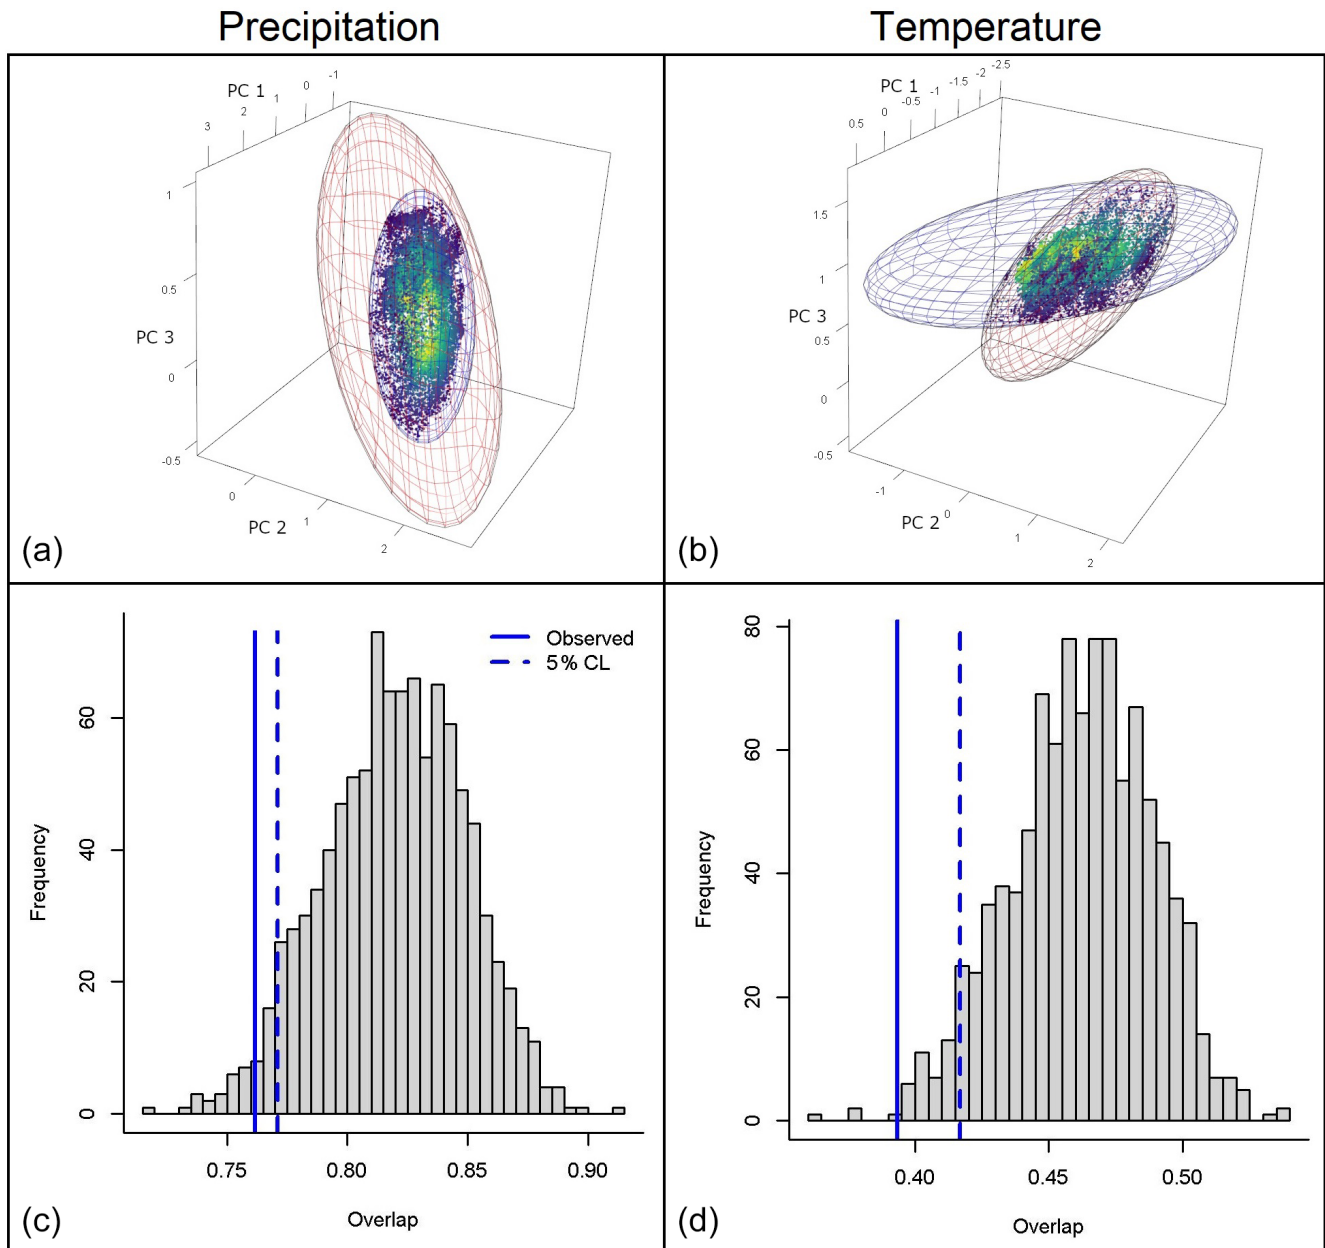 Precipitation
Temperature
PC 1
3
2
1
0
-1
1
0.5
PC 3
0
-0.5
0
PC 2
1
2
(a)
PC 1
0.5
0
-0.5
-1
-1.5
-2
-2.5
1.5
1
PC 3
0.5
0
-0.5
-1
PC 2
0
1
2
(b)
Observed
5% CL
Frequency
0
20
40
60
0.75
0.80
0.85
0.90
Overlap
(c)
Frequency
0
20
40
60
80
0.40
0.45
0.50
Overlap
(d)